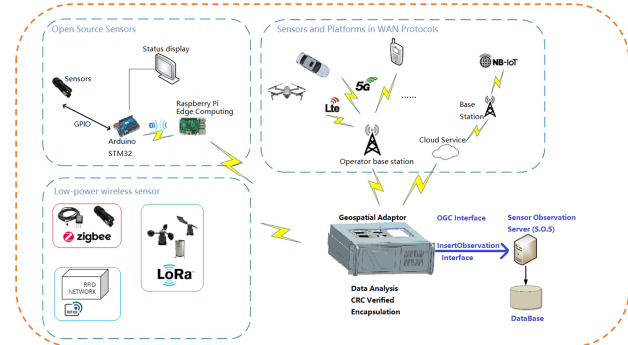 Open Source Sensors
Status display
Sensors
Raspberry Pi
Edge Computing
GPIO
Arduino
STM32
Sensors and Platforms in WAN Protocols
5G
Lte
......
NB-IoT
Base
Station
Cloud Service
Operator base station
Low-power wireless sensor
zigbee
LoRa
RFID
NETWORK
Geospatial Adaptor
OGC Interface
Sensor Observation
Server (S.O.S)
InsertObservation
Interface
Data Analysis
CRC Verified
Encapsulation
DataBase